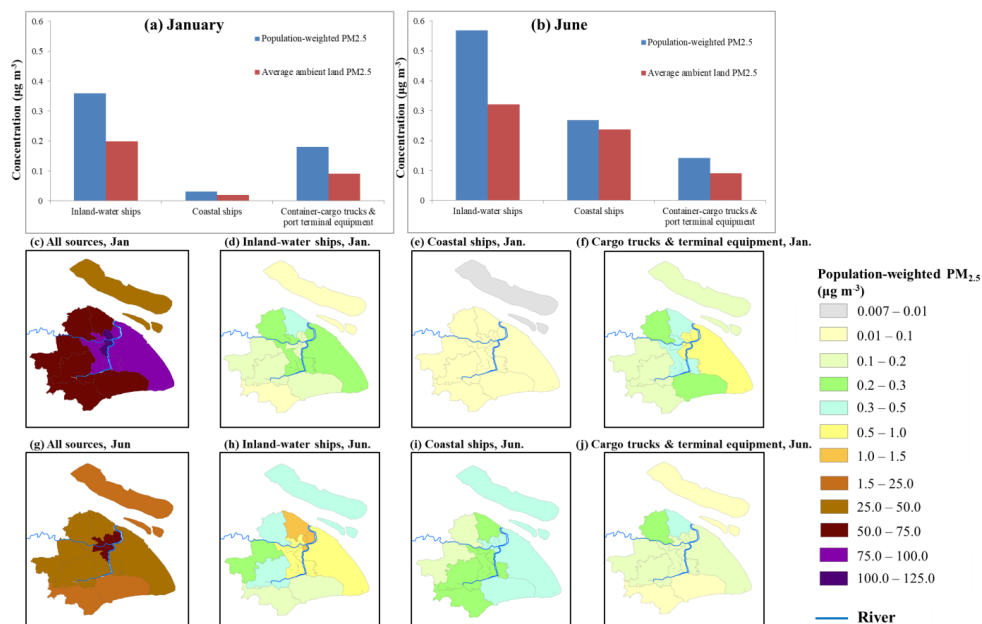 (a) January
0.6
0.5
0.4
0.3
0.2
0.1
0
Concentration (µg m⁻³)
Population-weighted PM2.5
Average ambient land PM2.5
Inland-water ships
Coastal ships
Container-cargo trucks &
port terminal equipment
(b) June
0.6
0.5
0.4
0.3
0.2
0.1
0
Concentration (µg m⁻³)
Population-weighted PM2.5
Average ambient land PM2.5
Inland-water ships
Coastal ships
Container-cargo trucks &
port terminal equipment
(c) All sources, Jan
(d) Inland-water ships, Jan.
(e) Coastal ships, Jan.
(f) Cargo trucks & terminal equipment, Jan.
(g) All sources, Jun
(h) Inland-water ships, Jun.
(i) Coastal ships, Jun.
(j) Cargo trucks & terminal equipment, Jun.
Population-weighted PM₂.₅
(µg m⁻³)
0.007 – 0.01
0.01 – 0.1
0.1 – 0.2
0.2 – 0.3
0.3 – 0.5
0.5 – 1.0
1.0 – 1.5
1.5 – 25.0
25.0 – 50.0
50.0 – 75.0
75.0 – 100.0
100.0 – 125.0
River